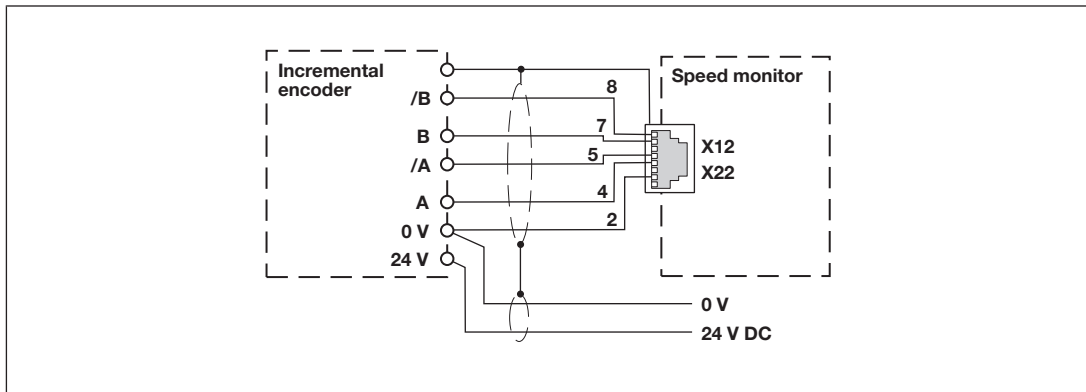 Incremental
encoder
Speed monitor
/B
8
B
7
/A
5
A
4
0 V
2
24 V
X12
X22
0 V
24 V DC